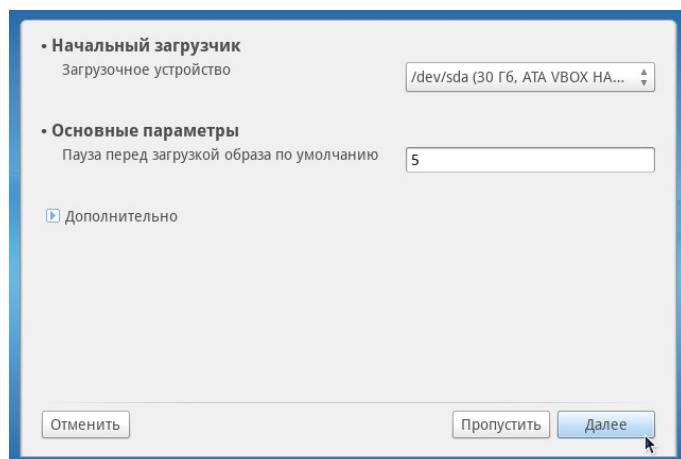 • Начальный загрузчик
Загрузочное устройство
/dev/sda (30 Гб, ATA VBOX HA...
• Основные параметры
Пауза перед загрузкой образа по умолчанию
5
Дополнительно
Отменить
Пропустить
Далее